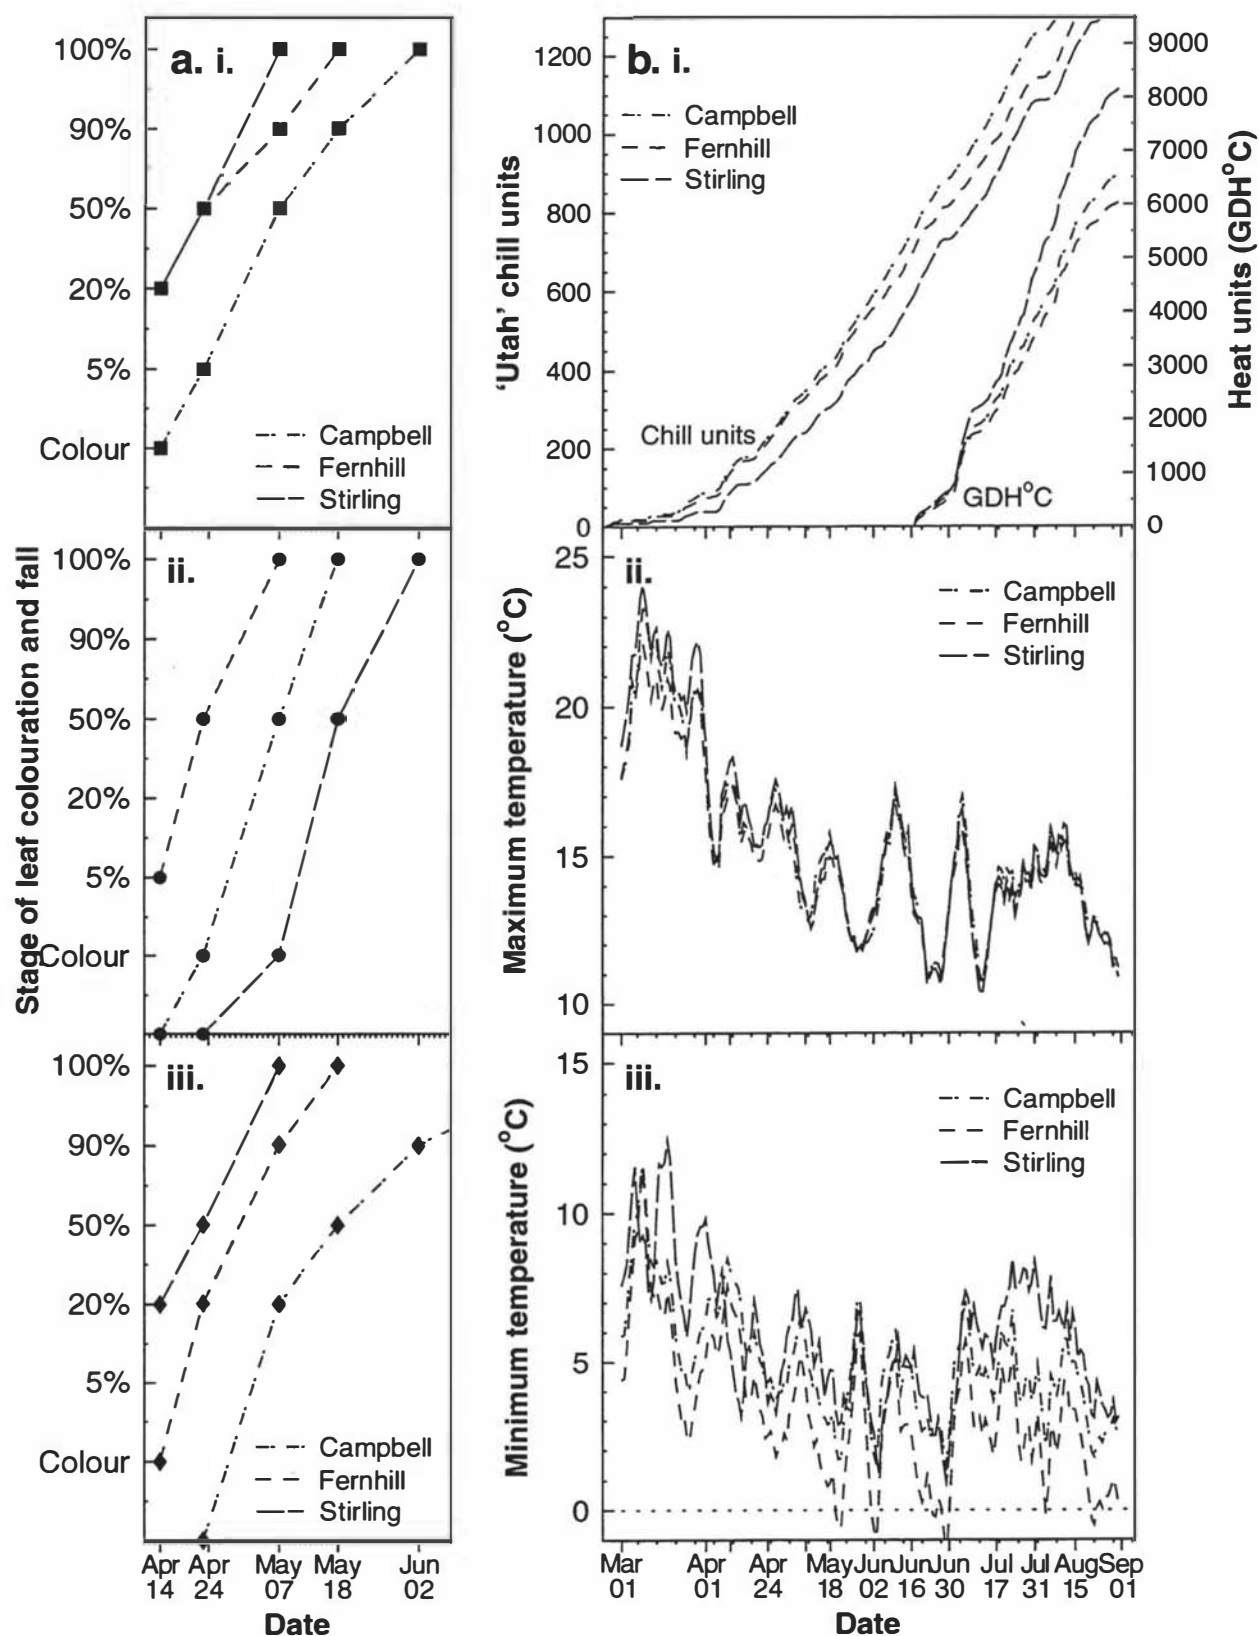 a. i.
100%
90%
50%
20%
5%
Colour
Campbell
Fernhill
Stirling
ii.
100%
90%
50%
20%
5%
Colour
Stage of leaf colouration and fall
iii.
100%
90%
50%
20%
5%
Colour
Campbell
Fernhill
Stirling
Apr 14
Apr 24
May 07
May 18
Jun 02
Date
b. i.
1200
1000
800
600
400
200
0
'Utah' chill units
Campbell
Fernhill
Stirling
Chill units
GDH°C
9000
8000
7000
6000
5000
4000
3000
2000
1000
0
Heat units (GDH°C)
ii.
25
20
15
10
Maximum temperature (°C)
Campbell
Fernhill
Stirling
iii.
15
10
5
0
Minimum temperature (°C)
Campbell
Fernhill
Stirling
Mar 01
Apr 01
Apr 24
May 18
Jun 02
Jun 16
Jun 30
Jul 17
Jul 31
Aug 15
Sep 01
Date